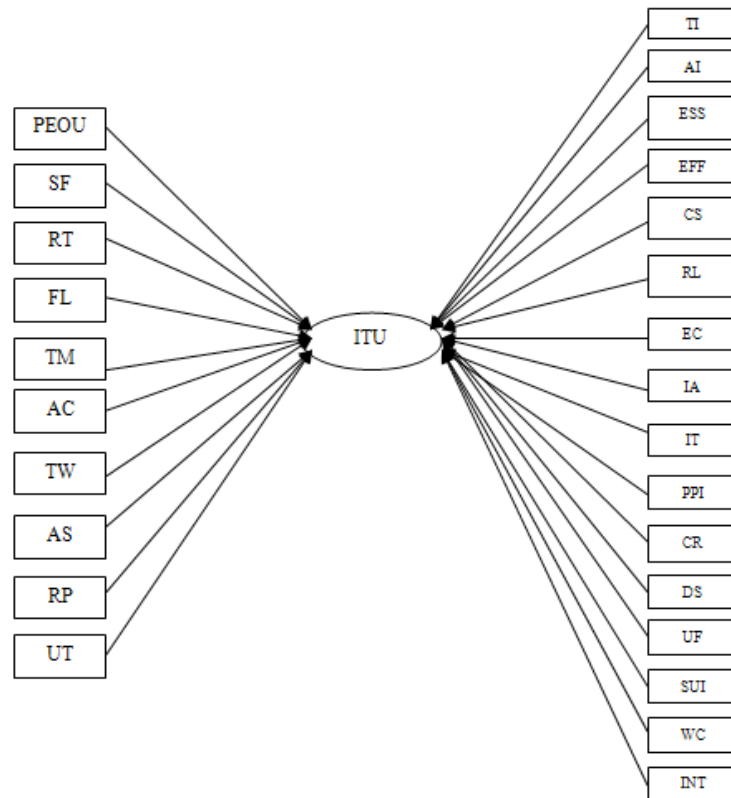 PEOU
SF
RT
FL
TM
AC
TW
AS
RP
UT
ITU
TI
AI
ESS
EFF
CS
RL
EC
IA
IT
PPI
CR
DS
UF
SUI
WC
INT